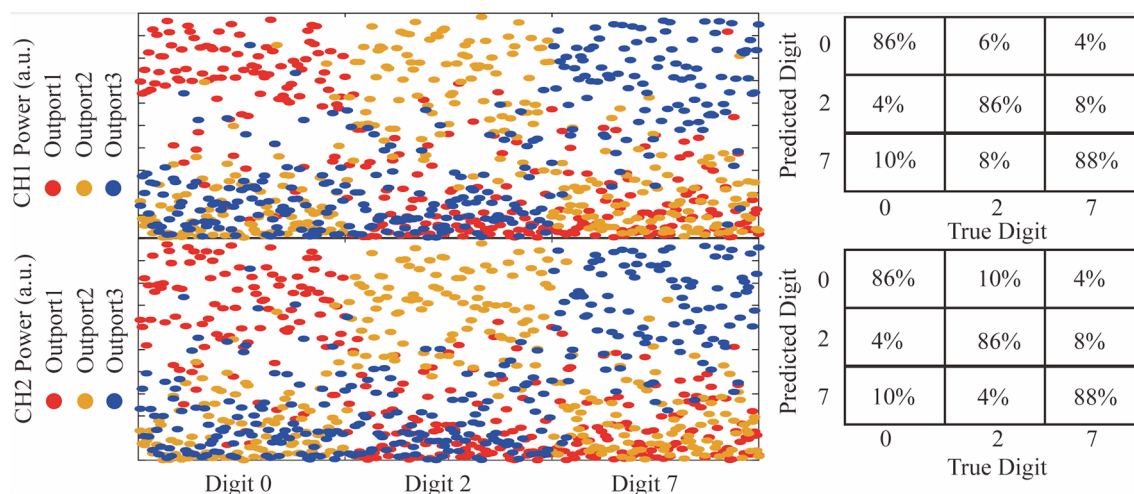 CH1 Power (a.u.)
Outport1
Outport2
Outport3
Predicted Digit
0 86% 6% 4%
2 4% 86% 8%
7 10% 8% 88%
0 2 7
True Digit
CH2 Power (a.u.)
Outport1
Outport2
Outport3
Digit 0 Digit 2 Digit 7
Predicted Digit
0 86% 10% 4%
2 4% 86% 8%
7 10% 4% 88%
0 2 7
True Digit